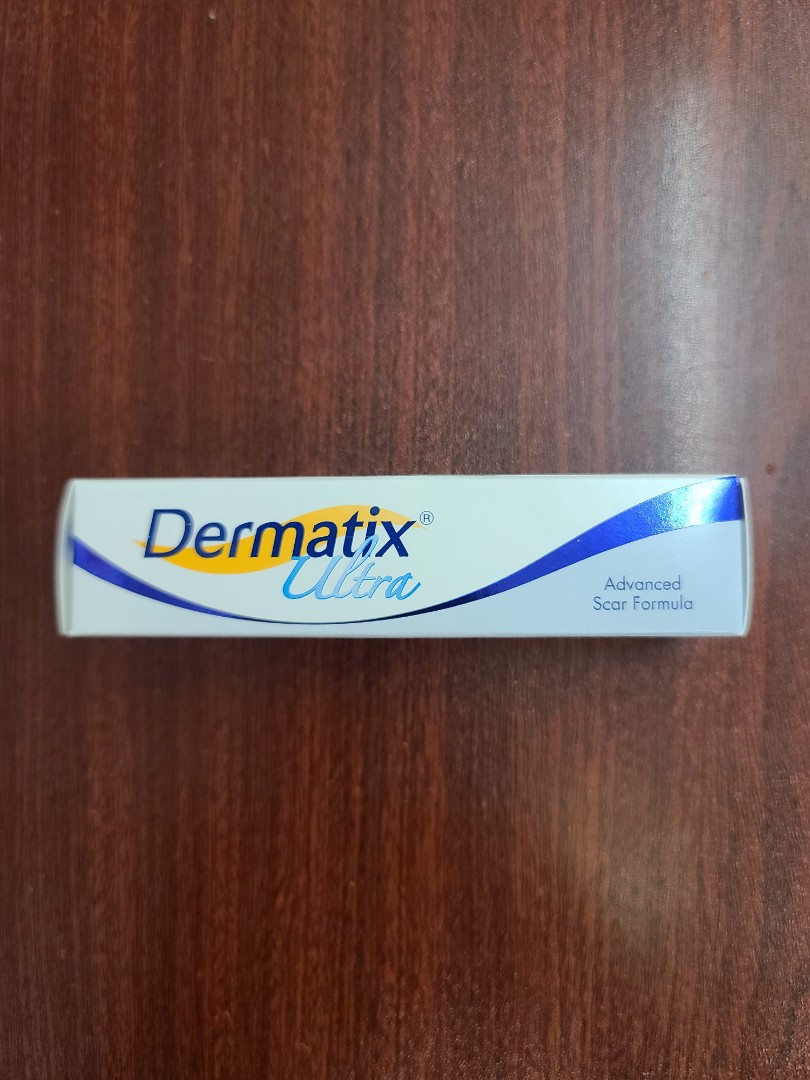 Dermatix®
Ultra
Advanced
Scar Formula